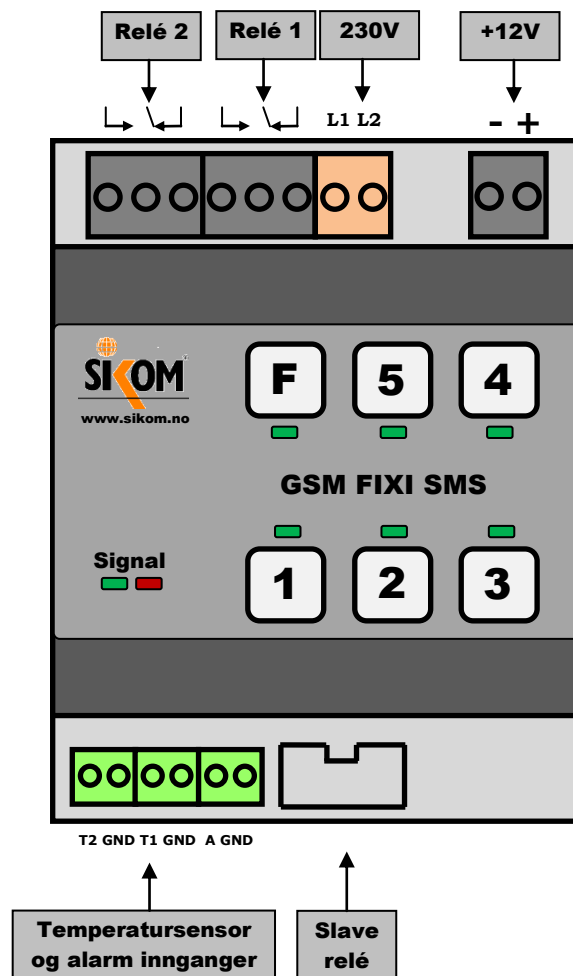 Relé 2 Relé 1 230V +12V
L1 L2 - +
SIKOM
www.sikom.no
F 5 4
GSM FIXI SMS
Signal
1 2 3
T2 GND T1 GND A GND
Temperatursensor
og alarm innganger
Slave
relé